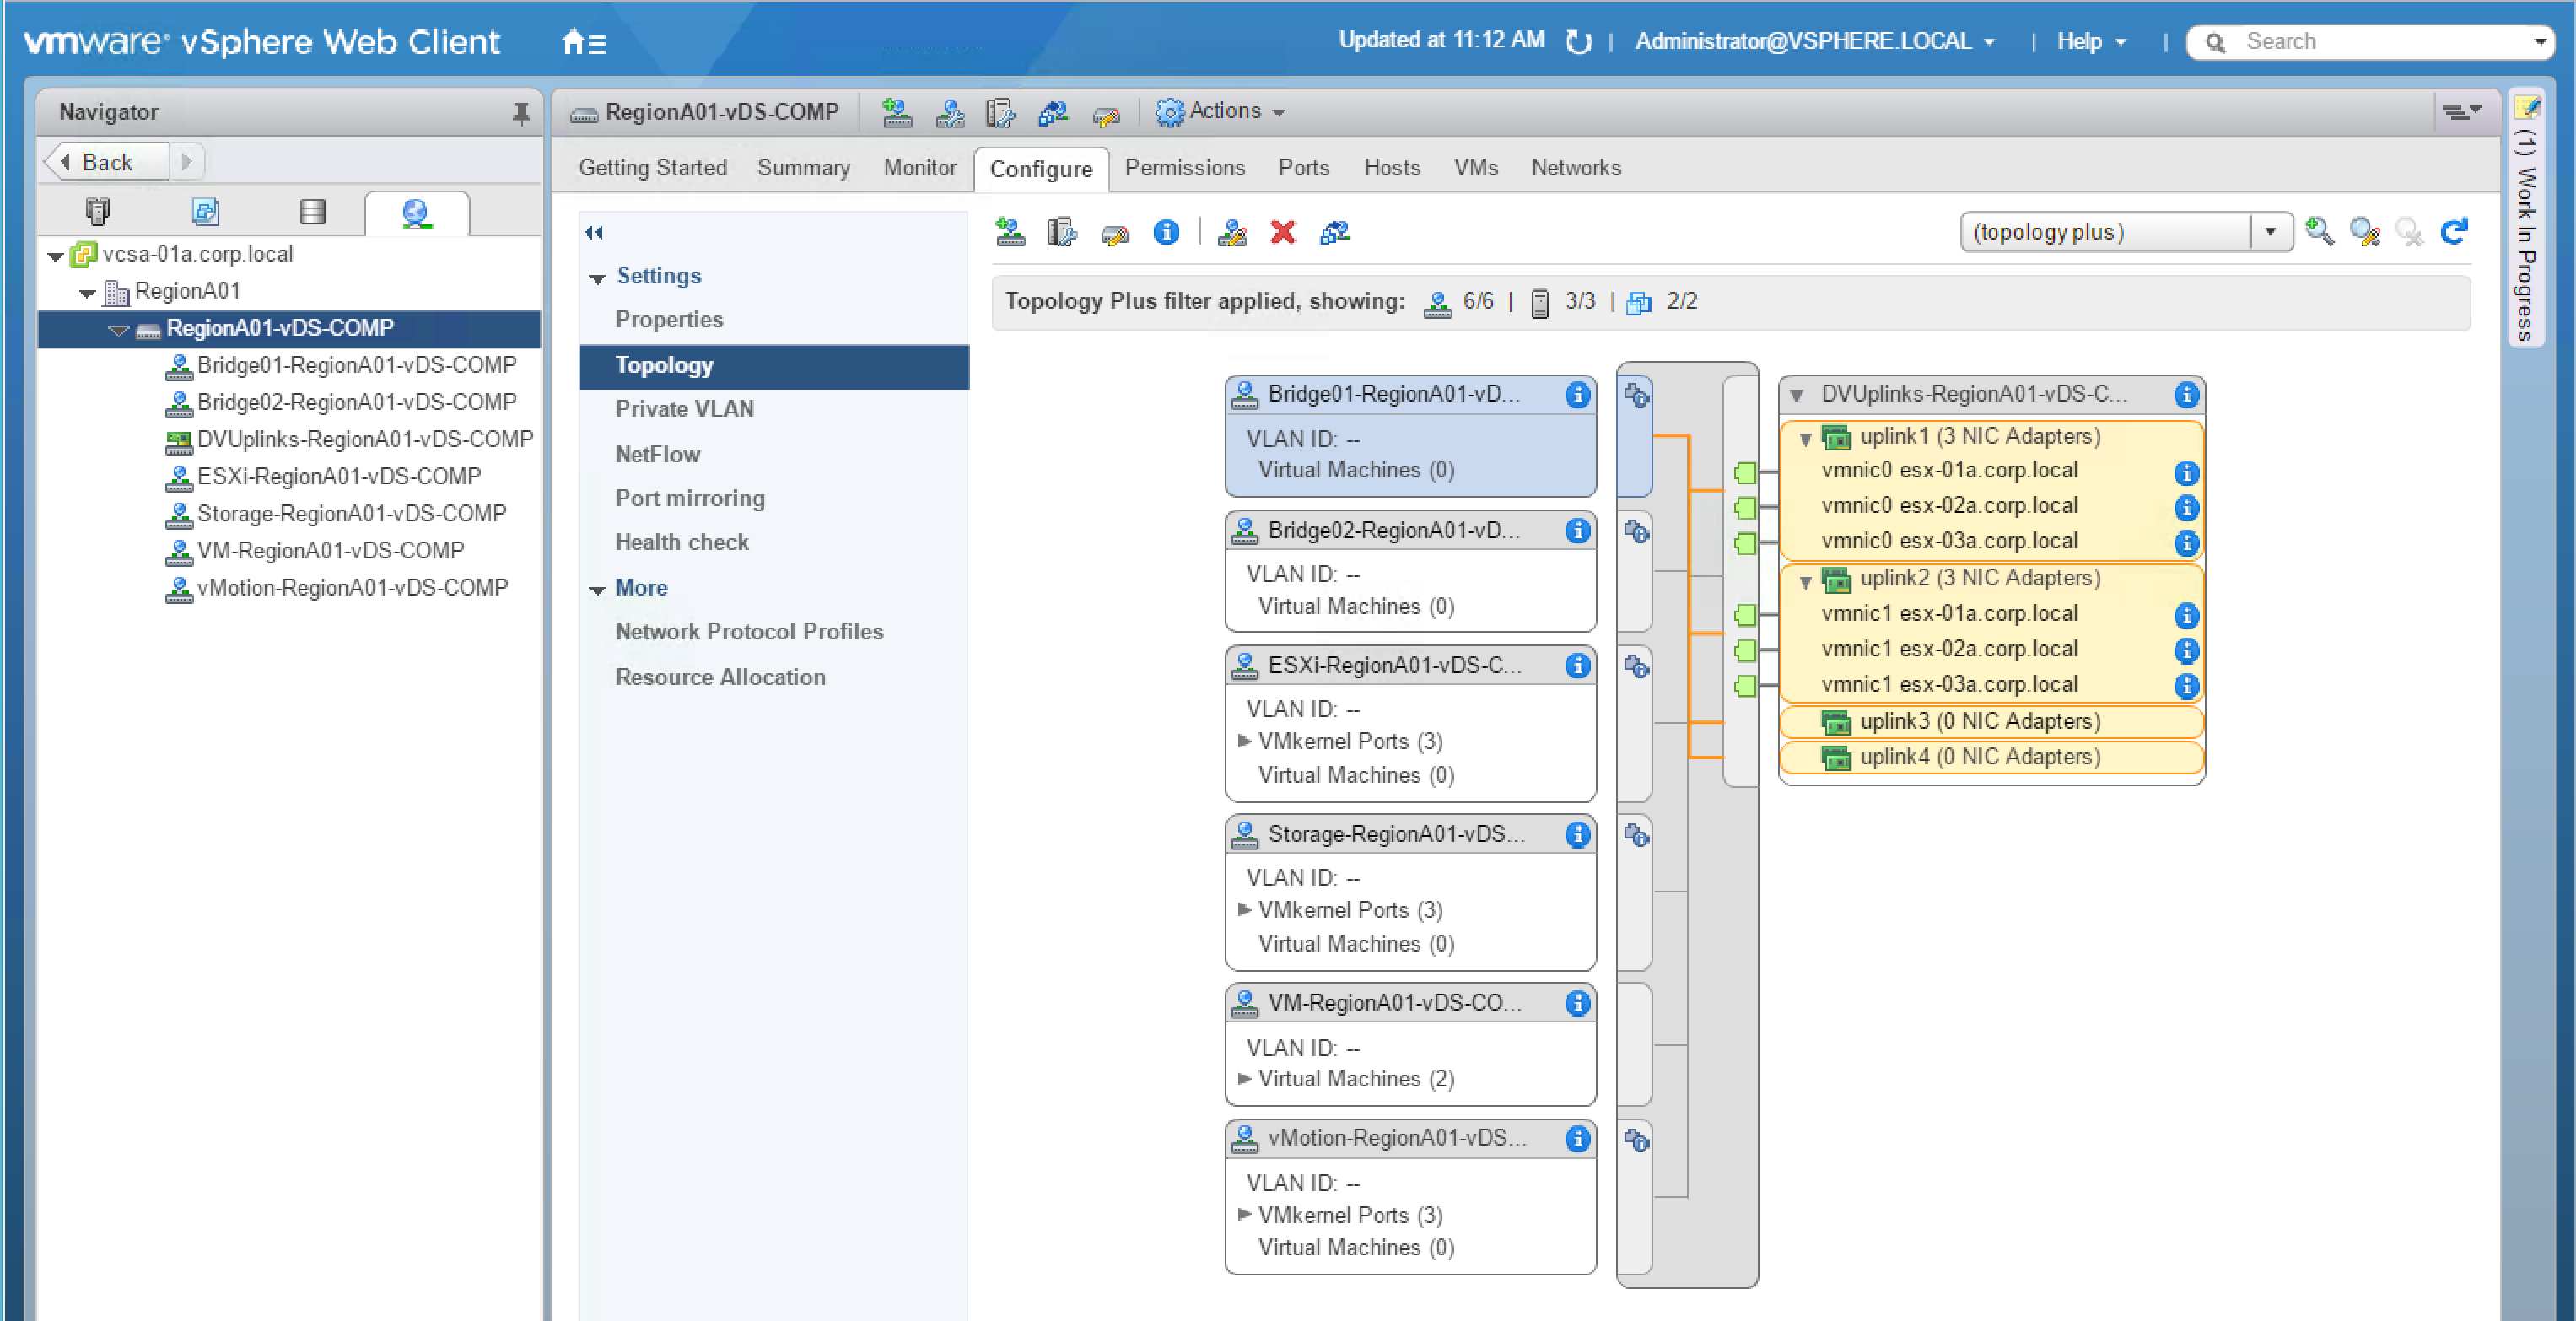 vmware® vSphere Web Client
Updated at 11:12 AM | Administrator@VSPHERE.LOCAL | Help | Search
Navigator
Back
vcsa-01a.corp.local
RegionA01
RegionA01-vDS-COMP
Bridge01-RegionA01-vDS-COMP
Bridge02-RegionA01-vDS-COMP
DVUplinks-RegionA01-vDS-COMP
ESXi-RegionA01-vDS-COMP
Storage-RegionA01-vDS-COMP
VM-RegionA01-vDS-COMP
vMotion-RegionA01-vDS-COMP
RegionA01-vDS-COMP
Actions
Getting Started Summary Monitor Configure Permissions Ports Hosts VMs Networks
Settings
Properties
Topology
Private VLAN
NetFlow
Port mirroring
Health check
More
Network Protocol Profiles
Resource Allocation
(topology plus)
Topology Plus filter applied, showing: 6/6 | 3/3 | 2/2
Bridge01-RegionA01-vD...
VLAN ID: --
Virtual Machines (0)
Bridge02-RegionA01-vD...
VLAN ID: --
Virtual Machines (0)
ESXi-RegionA01-vDS-C...
VLAN ID: --
VMkernel Ports (3)
Virtual Machines (0)
Storage-RegionA01-vDS...
VLAN ID: --
VMkernel Ports (3)
Virtual Machines (0)
VM-RegionA01-vDS-CO...
VLAN ID: --
Virtual Machines (2)
vMotion-RegionA01-vDS...
VLAN ID: --
VMkernel Ports (3)
Virtual Machines (0)
DVUplinks-RegionA01-vDS-C...
uplink1 (3 NIC Adapters)
vmnic0 esx-01a.corp.local
vmnic0 esx-02a.corp.local
vmnic0 esx-03a.corp.local
uplink2 (3 NIC Adapters)
vmnic1 esx-01a.corp.local
vmnic1 esx-02a.corp.local
vmnic1 esx-03a.corp.local
uplink3 (0 NIC Adapters)
uplink4 (0 NIC Adapters)
(1) Work In Progress